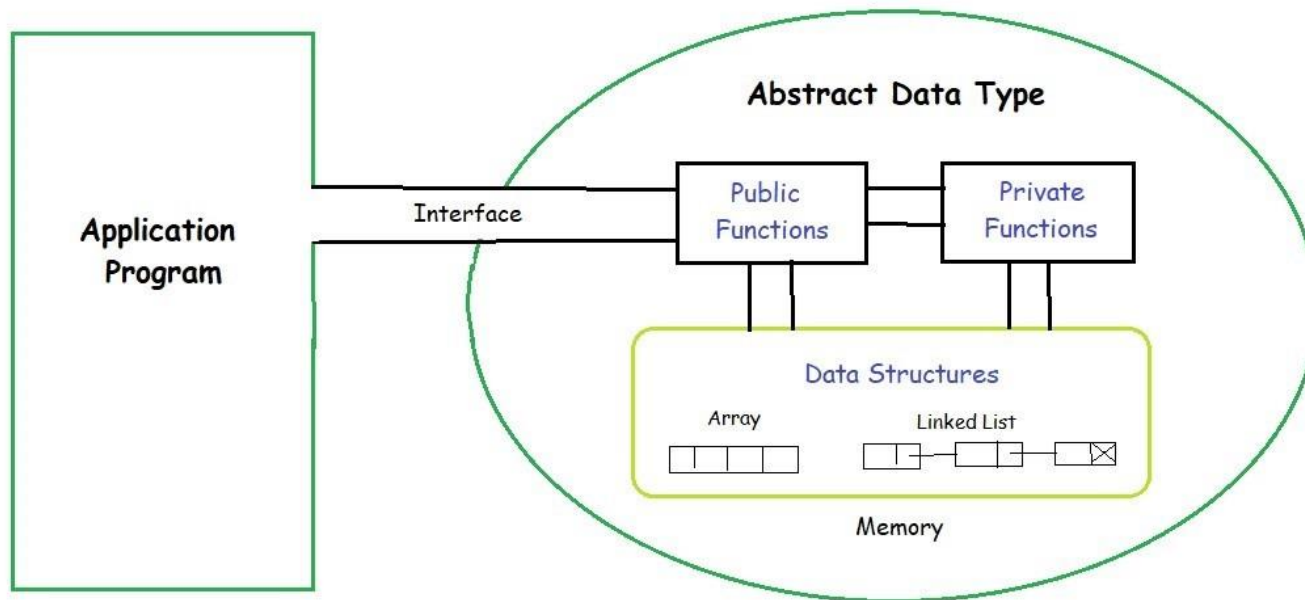 Abstract Data Type
Application
Program
Interface
Public
Functions
Private
Functions
Data Structures
Array
Linked List
Memory